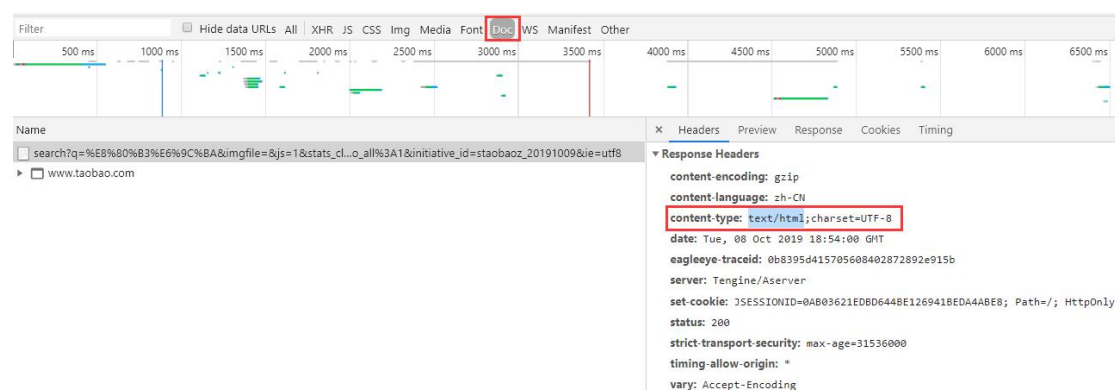 Filter Hide data URLs All XHR JS CSS Img Media Font Doc WS Manifest Other
500 ms 1000 ms 1500 ms 2000 ms 2500 ms 3000 ms 3500 ms 4000 ms 4500 ms 5000 ms 5500 ms 6000 ms 6500 ms
Name
search?q=%E8%80%B3%E6%9C%BA&imgfile=&js=1&stats_cl...o_all%3A1&initiative_id=staobaoz_20191009&ie=utf8
www.taobao.com
× Headers Preview Response Cookies Timing
Response Headers
content-encoding: gzip
content-language: zh-CN
content-type: text/html;charset=UTF-8
date: Tue, 08 Oct 2019 18:54:00 GMT
eagleeye-traceid: 0b8395d415705608402872892e915b
server: Tengine/Aserver
set-cookie: JSESSIONID=0AB03621EDBD644BE126941BEDA4ABE8; Path=/; HttpOnly
status: 200
strict-transport-security: max-age=31536000
timing-allow-origin: *
vary: Accept-Encoding